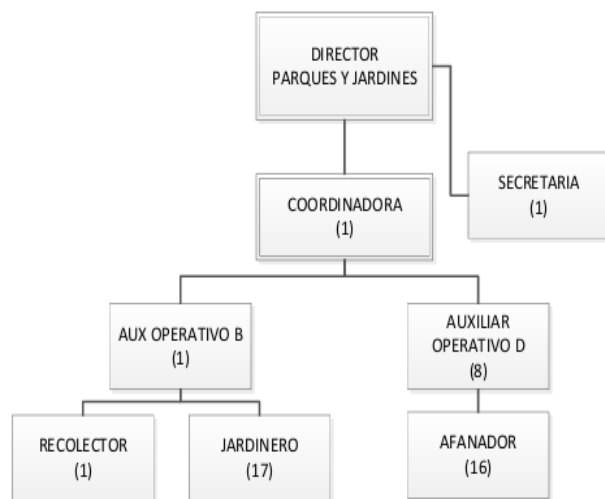 DIRECTOR
PARQUES Y JARDINES
SECRETARIA
(1)
COORDINADORA
(1)
AUX OPERATIVO B
(1)
AUXILIAR
OPERATIVO D
(8)
RECOLECTOR
(1)
JARDINERO
(17)
AFANADOR
(16)